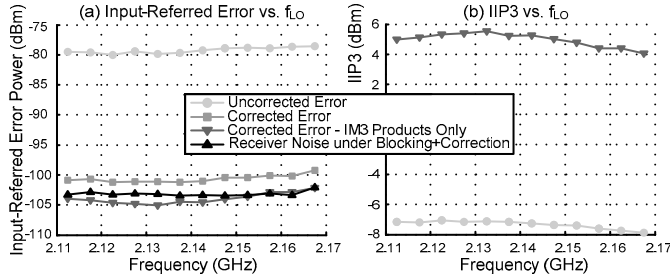 (a) Input-Referred Error vs. fLO
(b) IIP3 vs. fLO
Input-Referred Error Power (dBm)
-75
-80
-85
-90
-95
-100
-105
-110
2.11
2.12
2.13
2.14
2.15
2.16
2.17
Frequency (GHz)
Uncorrected Error
Corrected Error
Corrected Error - IM3 Products Only
Receiver Noise under Blocking+Correction
IIP3 (dBm)
6
4
2
-4
-6
-8
2.11
2.12
2.13
2.14
2.15
2.16
2.17
Frequency (GHz)